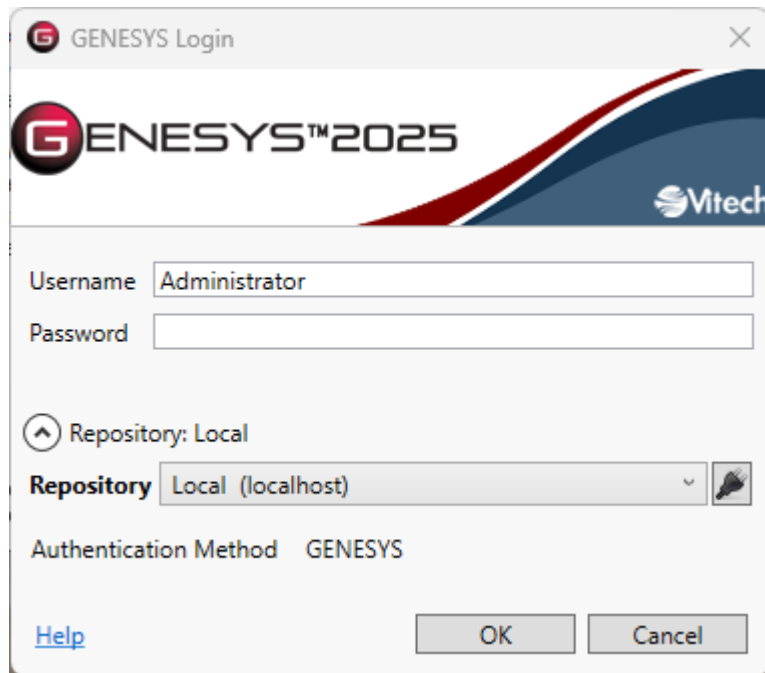 GENESYS Login
GENESYS™2025
Vitech
Username Administrator
Password
Repository: Local
Repository Local (localhost)
Authentication Method GENESYS
Help OK Cancel